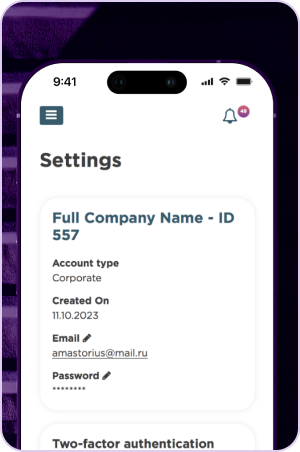 9:41
48
Settings
Full Company Name - ID
557
Account type
Corporate
Created On
11.10.2023
Email
amastorius@mail.ru
Password
********
Two-factor authentication